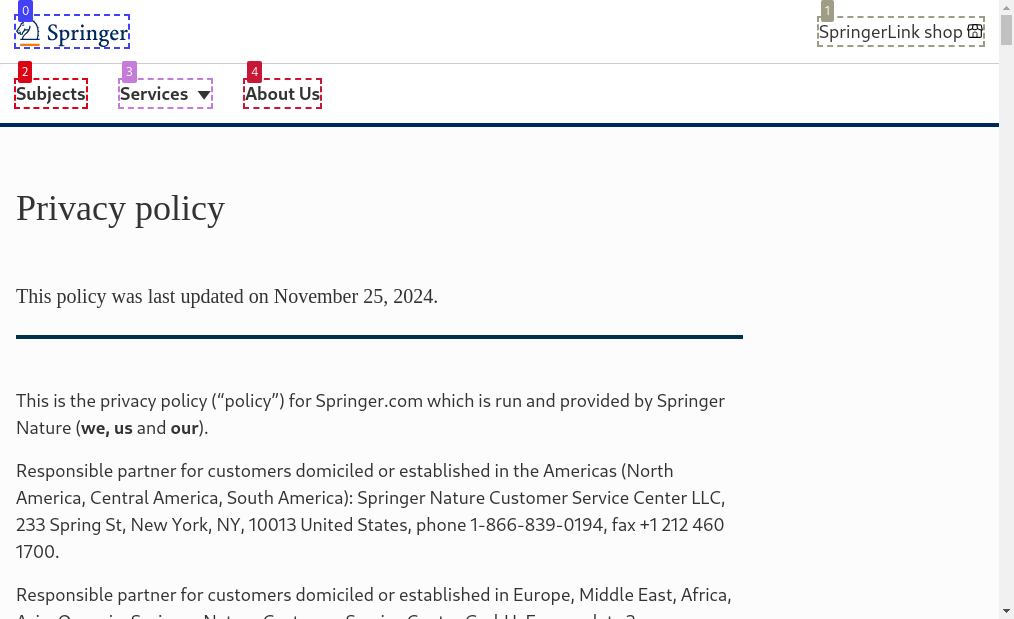 0
Springer
1
SpringerLink shop
2
Subjects
3
Services
4
About Us
Privacy policy
This policy was last updated on November 25, 2024.
This is the privacy policy (“policy”) for Springer.com which is run and provided by Springer
Nature (we, us and our).
Responsible partner for customers domiciled or established in the Americas (North
America, Central America, South America): Springer Nature Customer Service Center LLC,
233 Spring St, New York, NY, 10013 United States, phone 1-866-839-0194, fax +1 212 460
1700.
Responsible partner for customers domiciled or established in Europe, Middle East, Africa,